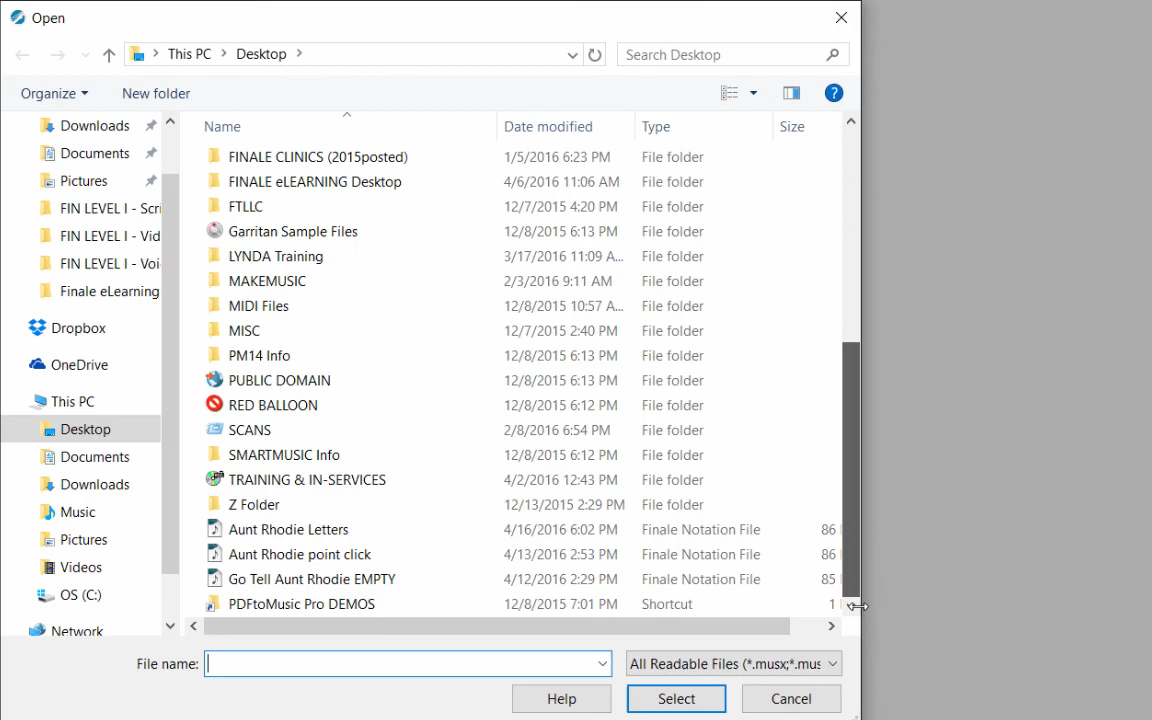 Open
This PC > Desktop >
Search Desktop
Organize
New folder
Name Date modified Type Size
Downloads
Documents
Pictures
FIN LEVEL I - Scri
FIN LEVEL I - Vid
FIN LEVEL I - Voi
Finale eLearning
Dropbox
OneDrive
This PC
Desktop
Documents
Downloads
Music
Pictures
Videos
OS (C:)
Network
FINALE CLINICS (2015posted) 1/5/2016 6:23 PM File folder
FINALE eLEARNING Desktop 4/6/2016 11:06 AM File folder
FTLLC 12/7/2015 4:20 PM File folder
Garritan Sample Files 12/8/2015 6:13 PM File folder
LYNDA Training 3/17/2016 11:09 A... File folder
MAKEMUSIC 2/3/2016 9:11 AM File folder
MIDI Files 12/8/2015 10:57 A... File folder
MISC 12/7/2015 2:40 PM File folder
PM14 Info 12/8/2015 6:13 PM File folder
PUBLIC DOMAIN 12/8/2015 6:13 PM File folder
RED BALLOON 12/8/2015 6:12 PM File folder
SCANS 2/8/2016 6:54 PM File folder
SMARTMUSIC Info 12/8/2015 6:12 PM File folder
TRAINING & IN-SERVICES 4/2/2016 12:43 PM File folder
Z Folder 12/13/2015 2:29 PM File folder
Aunt Rhodie Letters 4/16/2016 6:02 PM Finale Notation File 86
Aunt Rhodie point click 4/13/2016 2:53 PM Finale Notation File 86
Go Tell Aunt Rhodie EMPTY 4/12/2016 2:29 PM Finale Notation File 85
PDFtoMusic Pro DEMOS 12/8/2015 7:01 PM Shortcut 1
File name:
All Readable Files (*.musx;*.mus
Help
Select
Cancel